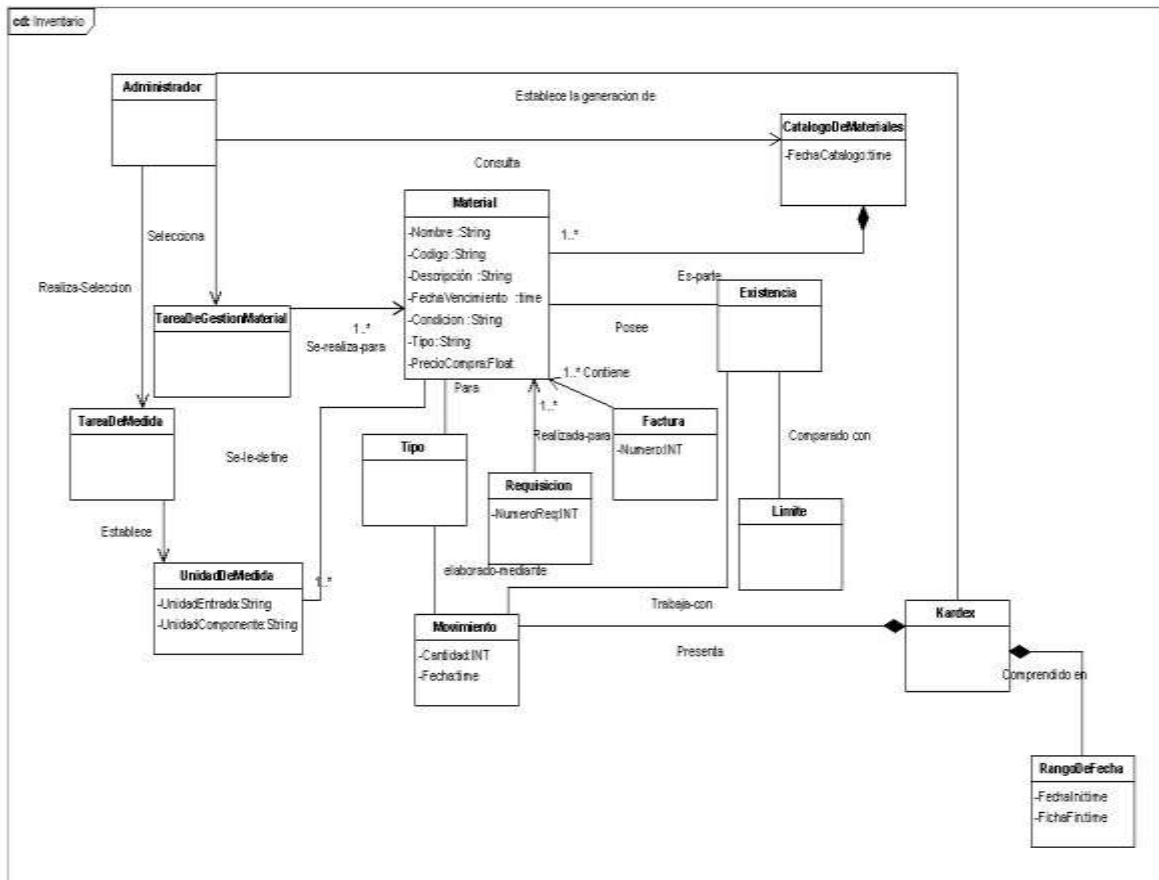 cd: Inventario
Administrador
Establece la generacion de
CatalogoDeMateriales
-FechaCatalogo:time
Consulta
Material
-Nombre :String
-Codigo :String
-Descripción :String
-FechaVencimiento :time
-Condicion :String
-Tipo: String
-PrecioCompra:Float
1..*
Selecciona
Es-parte
Realiza-Seleccion
Existencia
TareaDeGestionMaterial
1..*
Se-realiza-para
Posee
1..* Contiene
Para
1..*
TareaDeMedida
Factura
-Numero:INT
Realizada-para
Comparado con
Se-le-define
Tipo
Requisicion
-NumeroReq:INT
Limite
Establece
UnidadDeMedida
-UnidadEntrada:String
-UnidadComponente:String
1..*
elaborado-mediante
Trabaja-con
Kardex
Movimiento
-Cantidad:INT
-Fecha:time
Presenta
Comprendido en
RangoDeFecha
-FechaIni:time
-FichaFin:time